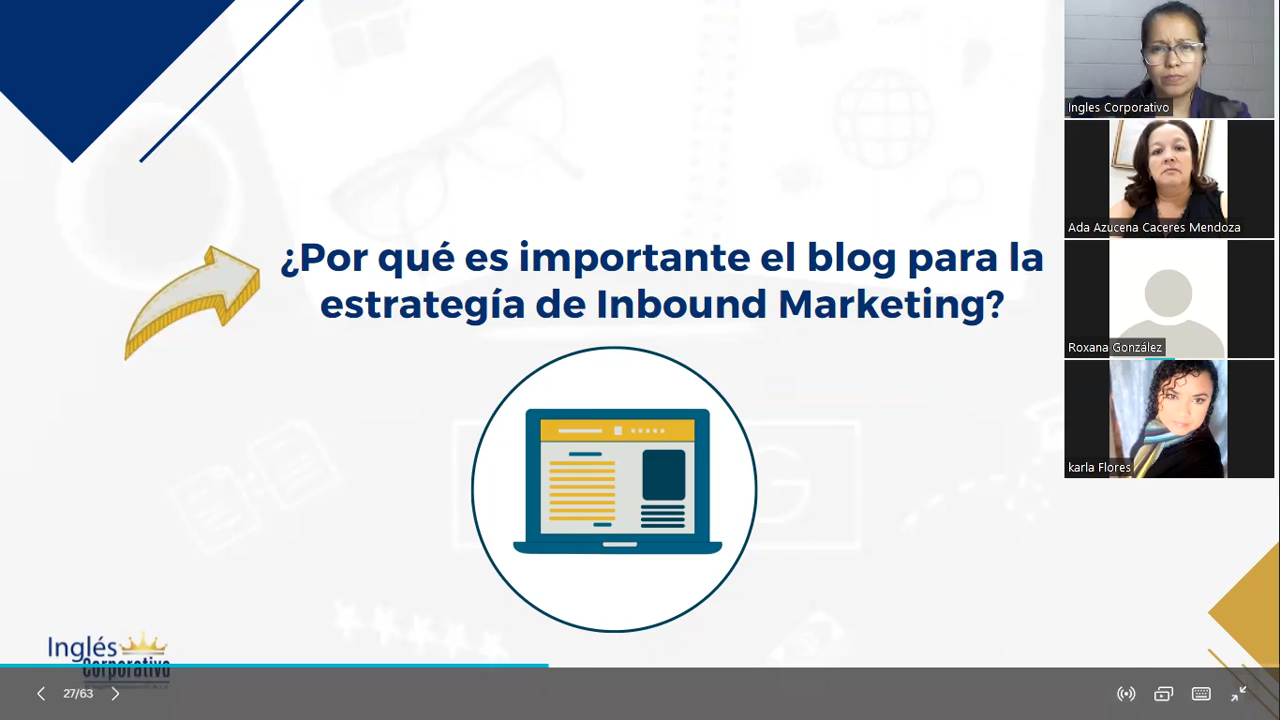 ¿Por qué es importante el blog para la
estrategía de Inbound Marketing?
Ingles Corporativo
Ada Azucena Caceres Mendoza
Roxana González
karla Flores
Inglés
Corporativo
27/63